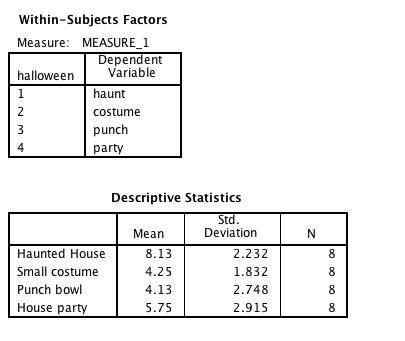 Within-Subjects Factors
Measure: MEASURE_1
halloween Dependent Variable
1 haunt
2 costume
3 punch
4 party
Descriptive Statistics
Mean Std. Deviation N
Haunted House 8.13 2.232 8
Small costume 4.25 1.832 8
Punch bowl 4.13 2.748 8
House party 5.75 2.915 8